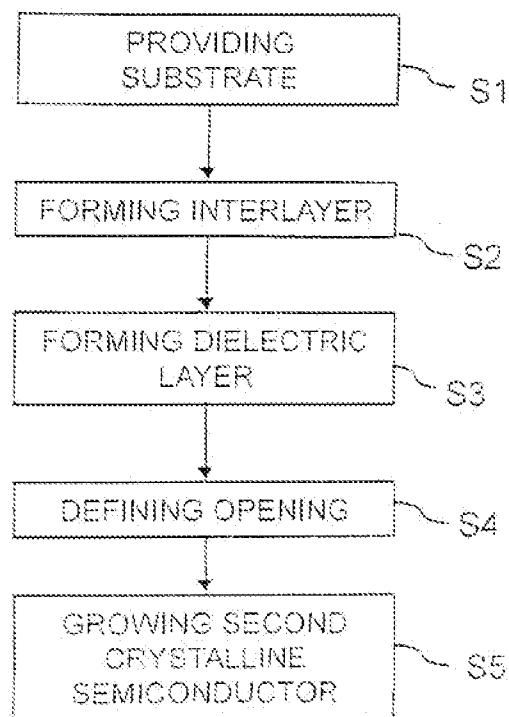 PROVIDING
SUBSTRATE
S1
FORMING INTERLAYER
S2
FORMING DIELECTRIC
LAYER
S3
DEFINING OPENING
S4
GROWING SECOND
CRYSTALLINE
SEMICONDUCTOR
S5